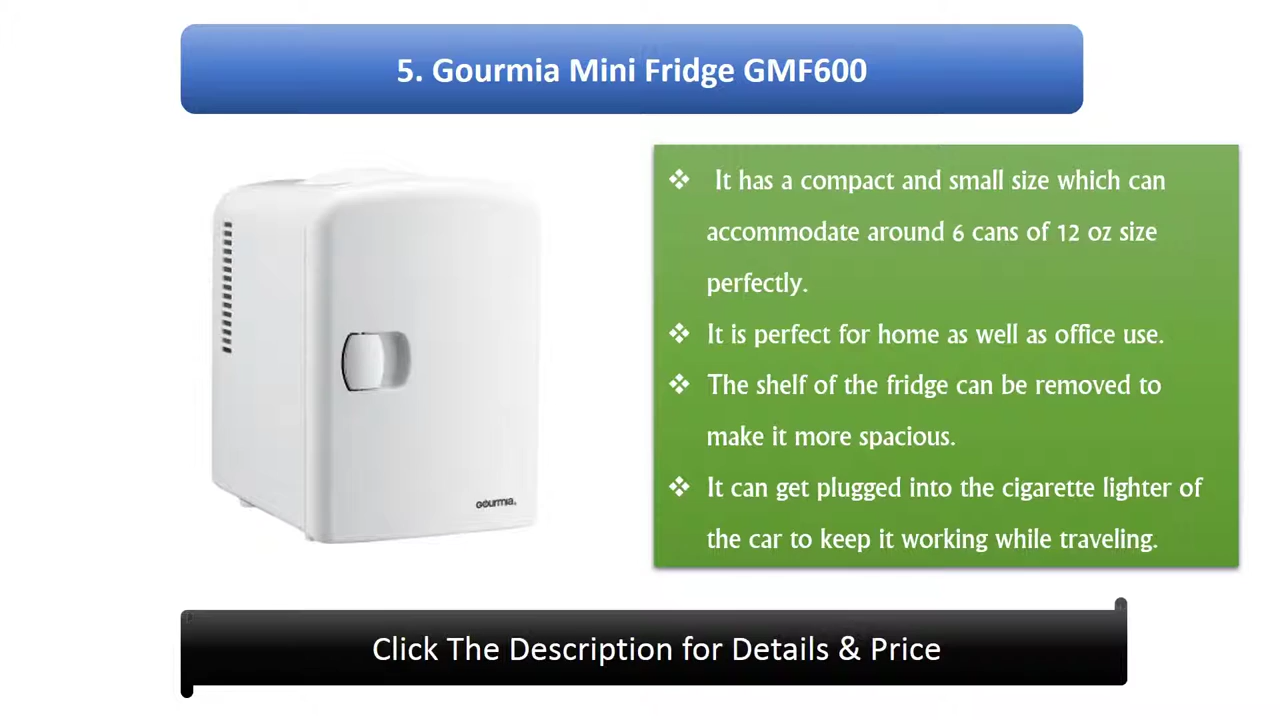 5. Gourmia Mini Fridge GMF600
It has a compact and small size which can
accommodate around 6 cans of 12 oz size
perfectly.
It is perfect for home as well as office use.
The shelf of the fridge can be removed to
make it more spacious.
It can get plugged into the cigarette lighter of
the car to keep it working while traveling.
Gourmia.
Click The Description for Details & Price